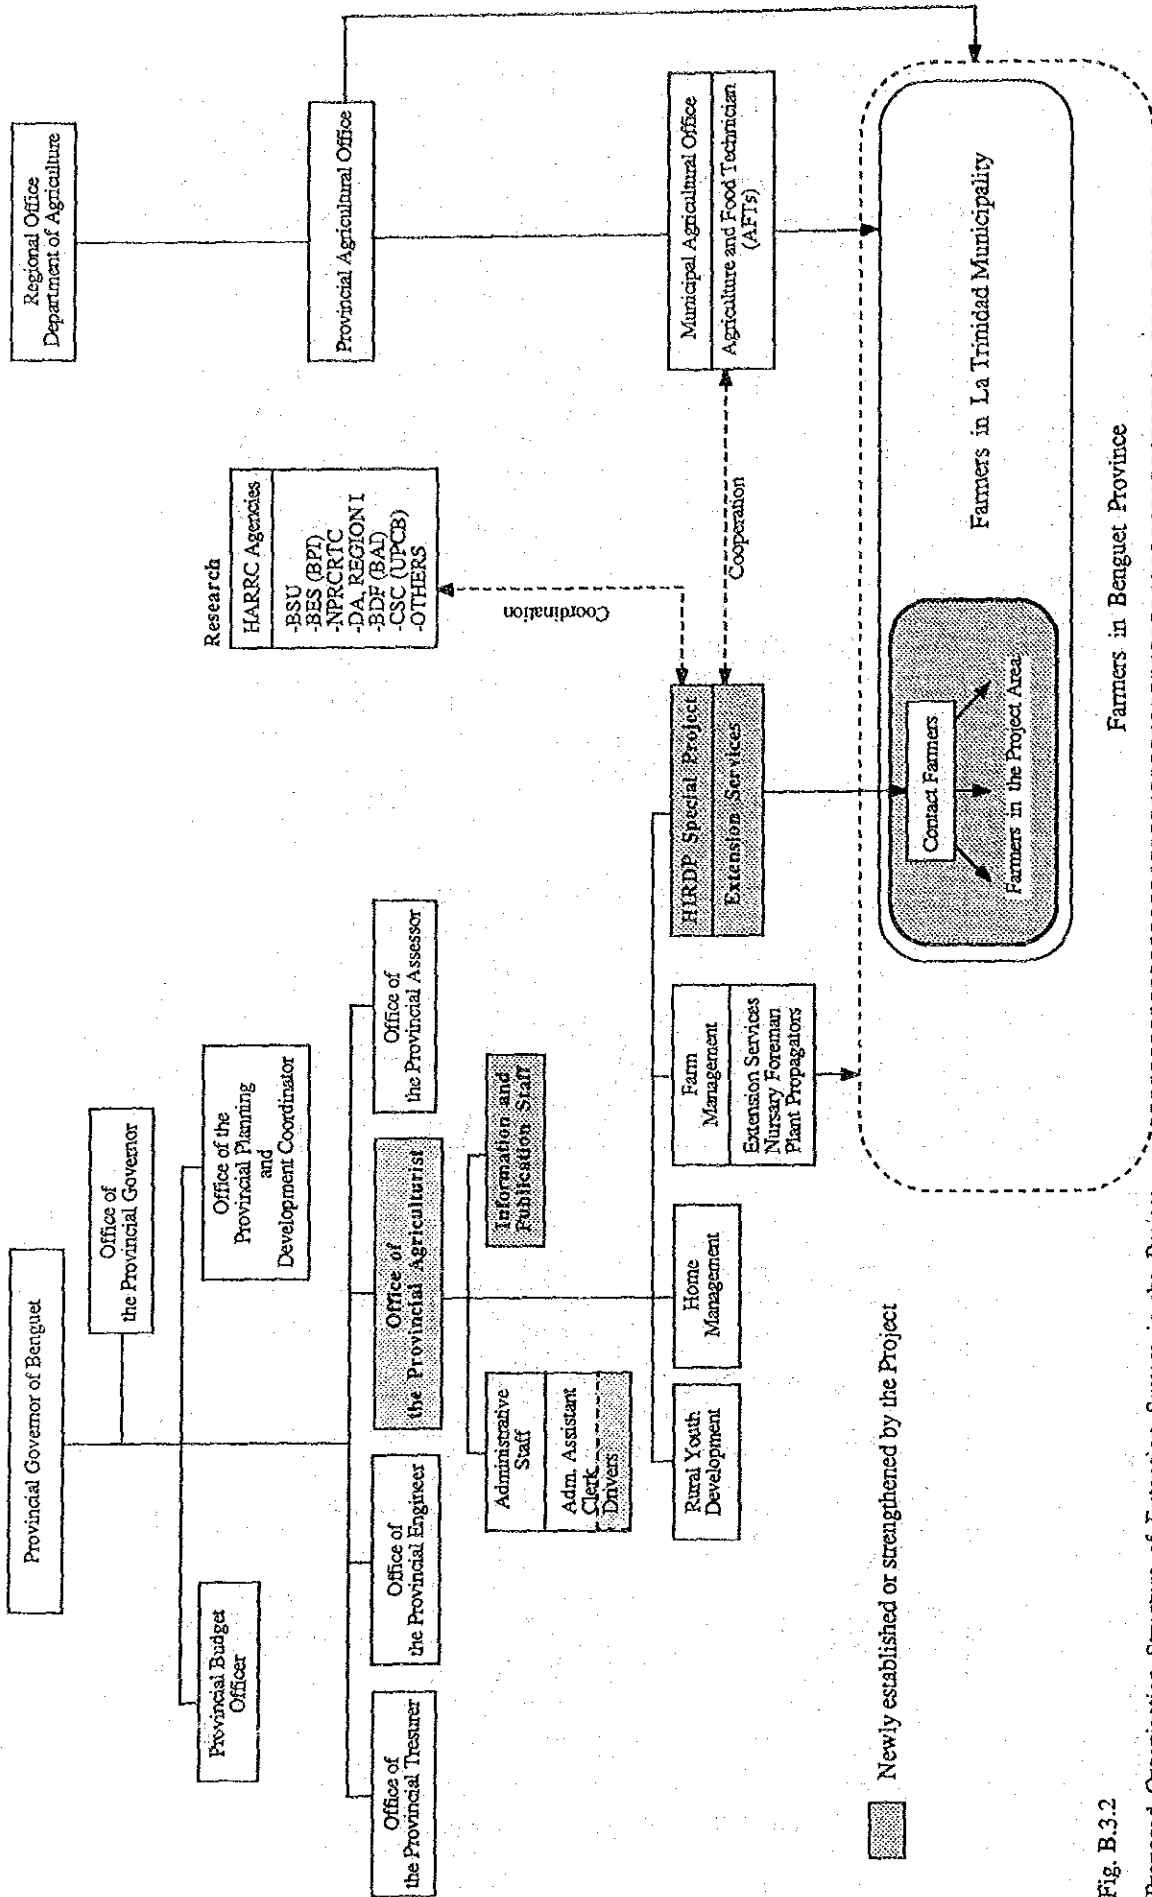 Provincial Governor of Benguet
Office of
the Provincial Governor
Provincial Budget
Officer
Office of the
Provincial Planning
and
Development Coordinator
Office of
the Provincial Tresurer
Office of
the Provincial Engineer
Office of
the Provincial Agriculturist
Office of
the Provincial Assessor
Administrative
Staff
Adm. Assistant
Clerk
Drivers
Information and
Publication Staff
Rural Youth
Development
Home
Management
Farm
Management
Extension Services
Nursary Foreman
Plant Propagators
HIRDP Special Project
Extension Services
Research
HARRC Agencies
-BSU
-BES (BPI)
-NPRCRTC
-DA, REGION I
-BDF (BAI)
-CSC (UPCB)
-OTHERS
Coordination
Cooperation
Regional Office
Department of Agriculture
Provincial Agricultural Office
Municipal Agricultural Office
Agriculture and Food Technician
(AFTs)
Contact Farmers
Farmers in the Project Area
Farmers in La Trinidad Municipality
Farmers in Benguet Province
Newly established or strengthened by the Project
Fig. B.3.2